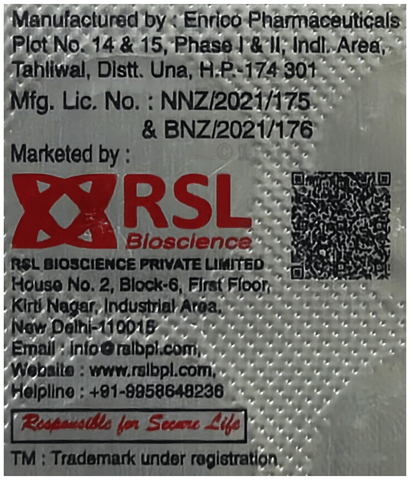 Manufactured by : Enrico Pharmaceuticals
Plot No. 14 & 15, Phase I & II, Indl. Area,
Tahliwal, Distt. Una, H.P.-174 301
Mfg. Lic. No. : NNZ/2021/175
& BNZ/2021/176
Marketed by :
RSL
Bioscience
RSL BIOSCIENCE PRIVATE LIMITED
House No. 2, Block-6, First Floor,
Kirti Nagar, Industrial Area,
New Delhi-110015
Email : info@rslbpl.com,
Website : www.rslbpl.com,
Helpline : +91-9958648236
Responsible for Secure Life
TM : Trademark under registration